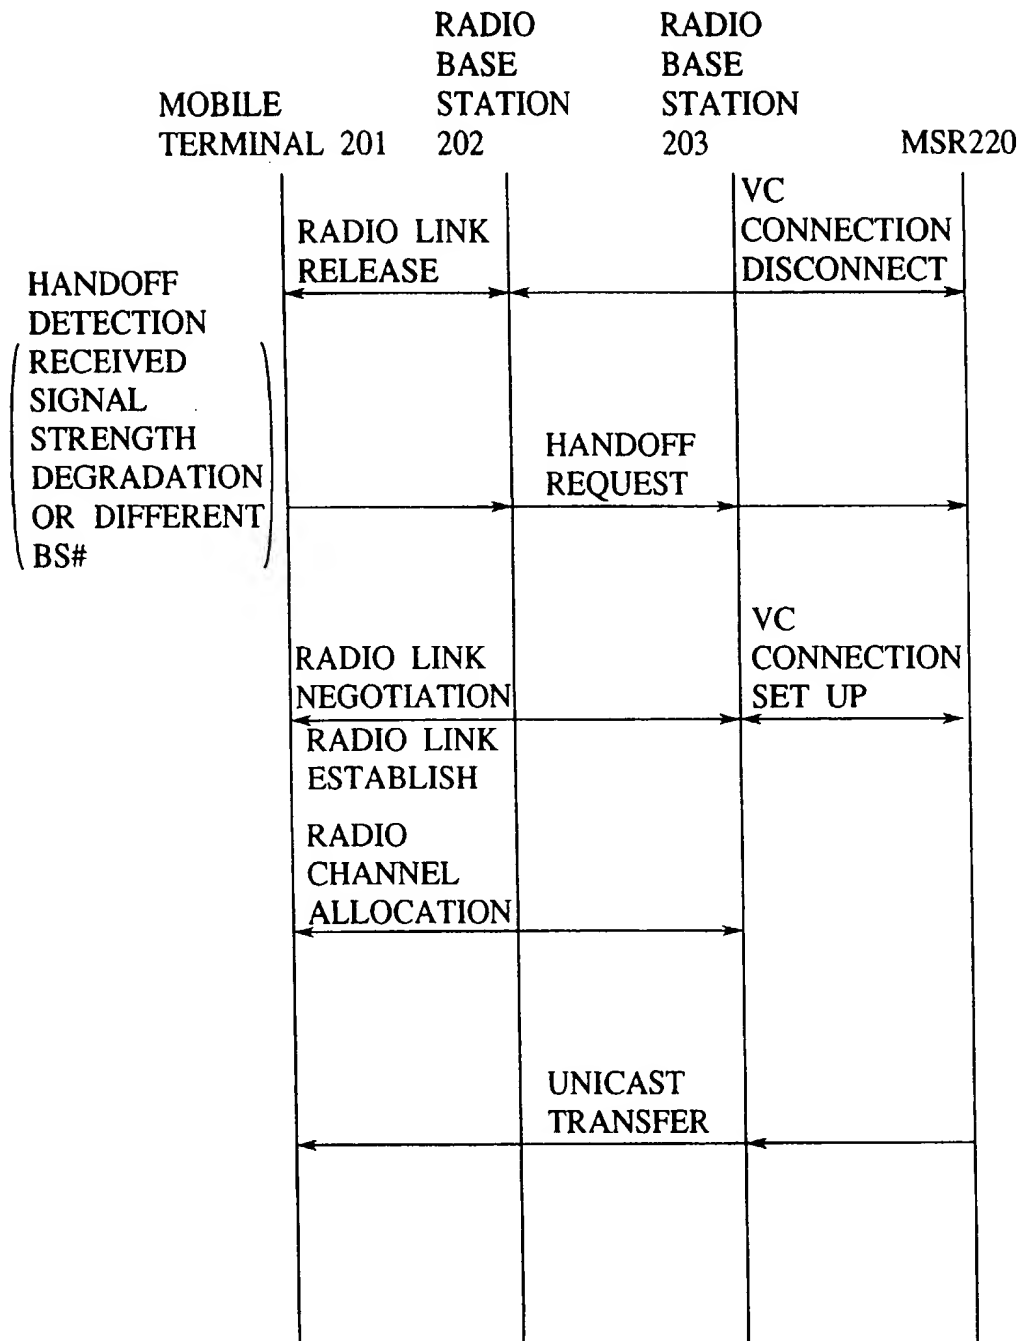 RADIO
BASE
STATION
202
RADIO
BASE
STATION
203
MOBILE
TERMINAL 201
MSR220
VC
CONNECTION
DISCONNECT
RADIO LINK
RELEASE
HANDOFF
DETECTION
RECEIVED
SIGNAL
STRENGTH
DEGRADATION
OR DIFFERENT
BS#
HANDOFF
REQUEST
VC
CONNECTION
SET UP
RADIO LINK
NEGOTIATION
RADIO LINK
ESTABLISH
RADIO
CHANNEL
ALLOCATION
UNICAST
TRANSFER